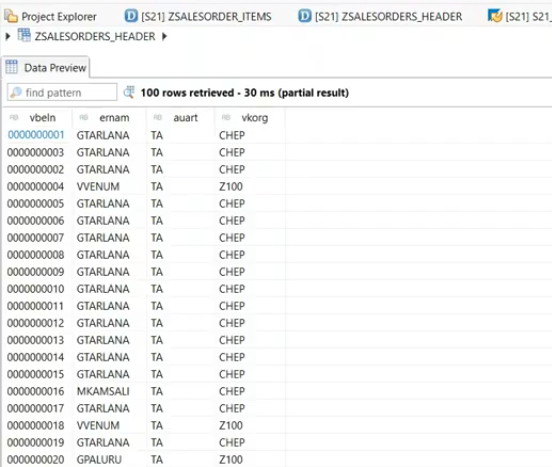 Project Explorer [S21] ZSALESORDER_ITEMS [S21] ZSALESORDERS_HEADER [S21] S21_
ZSALESORDERS_HEADER
Data Preview
find pattern 100 rows retrieved - 30 ms (partial result)
vbeln ernam auart vkorg
0000000001 GTARLANA TA CHEP
0000000003 GTARLANA TA CHEP
0000000002 GTARLANA TA CHEP
0000000004 VVENUM TA Z100
0000000005 GTARLANA TA CHEP
0000000006 GTARLANA TA CHEP
0000000007 GTARLANA TA CHEP
0000000008 GTARLANA TA CHEP
0000000009 GTARLANA TA CHEP
0000000010 GTARLANA TA CHEP
0000000011 GTARLANA TA CHEP
0000000012 GTARLANA TA CHEP
0000000013 GTARLANA TA CHEP
0000000014 GTARLANA TA CHEP
0000000015 GTARLANA TA CHEP
0000000016 MKAMSALI TA CHEP
0000000017 GTARLANA TA CHEP
0000000018 VVENUM TA Z100
0000000019 GTARLANA TA CHEP
0000000020 GPALURU TA Z100